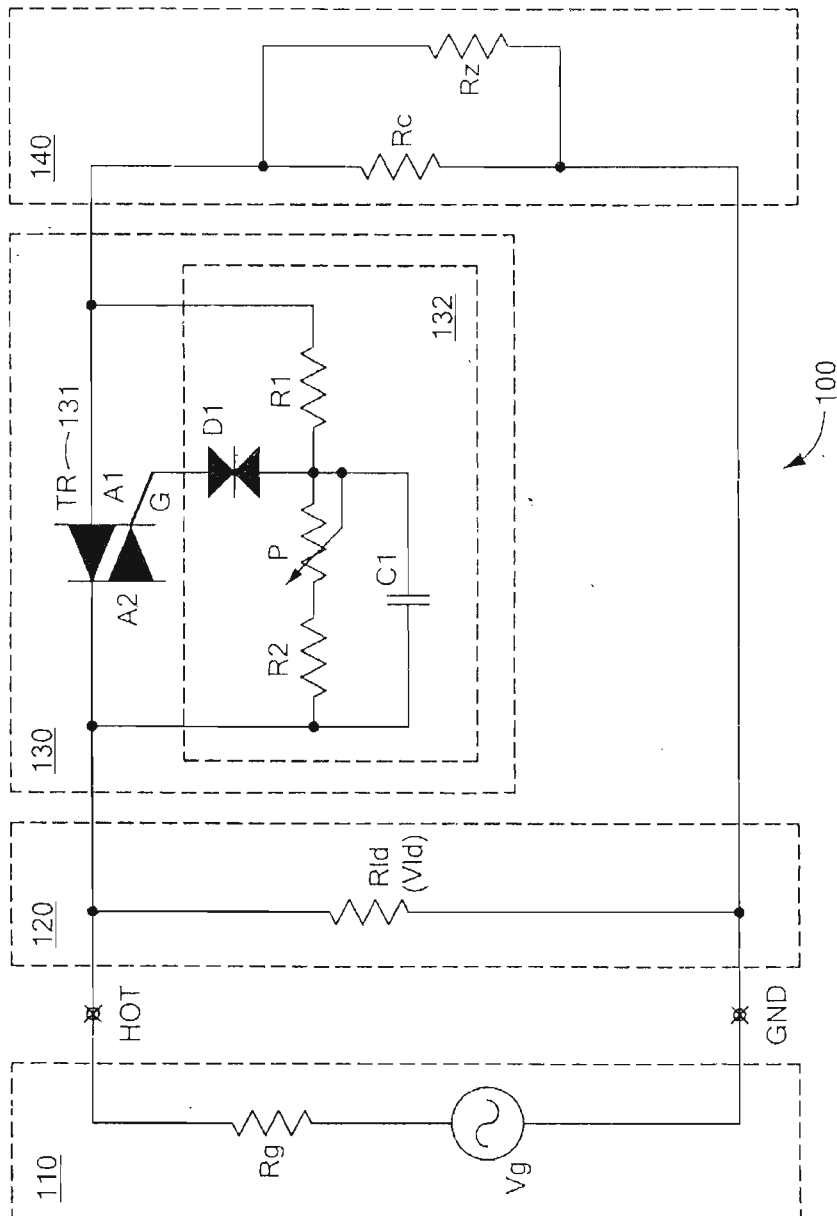 110
Rg
Vg
HOT
GND
120
Rld
(Vld)
130
TR
131
A1
A2
G
D1
P
R2
R1
C1
132
140
Rc
Rz
100